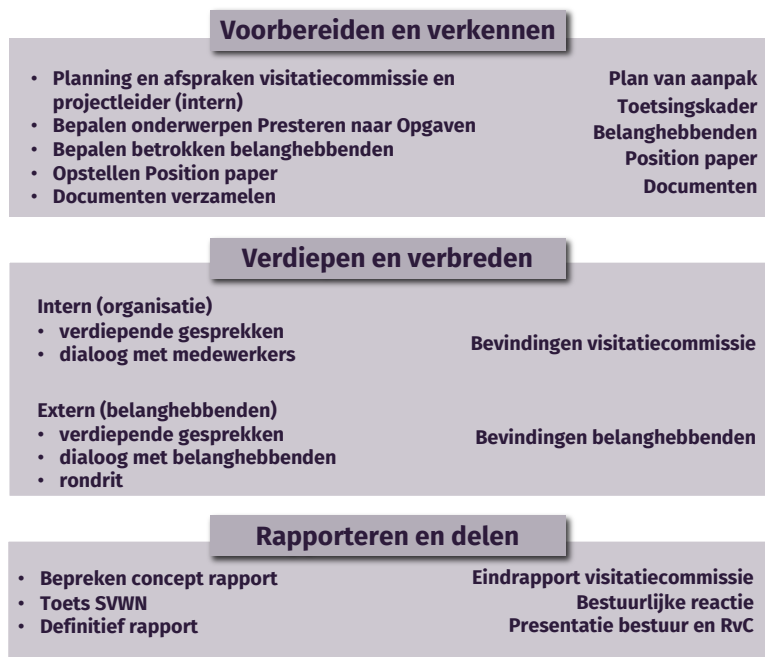 Voorbereiden en verkennen
• Planning en afspraken visitatiecommissie en
projectleider (intern)
• Bepalen onderwerpen Presteren naar Opgaven
• Bepalen betrokken belanghebbenden
• Opstellen Position paper
• Documenten verzamelen
Plan van aanpak
Toetsingskader
Belanghebbenden
Position paper
Documenten
Verdiepen en verbreden
Intern (organisatie)
• verdiepende gesprekken
• dialoog met medewerkers
Bevindingen visitatiecommissie
Extern (belanghebbenden)
• verdiepende gesprekken
• dialoog met belanghebbenden
• rondrit
Bevindingen belanghebbenden
Rapporteren en delen
• Bepreken concept rapport
• Toets SVWN
• Definitief rapport
Eindrapport visitatiecommissie
Bestuurlijke reactie
Presentatie bestuur en RvC